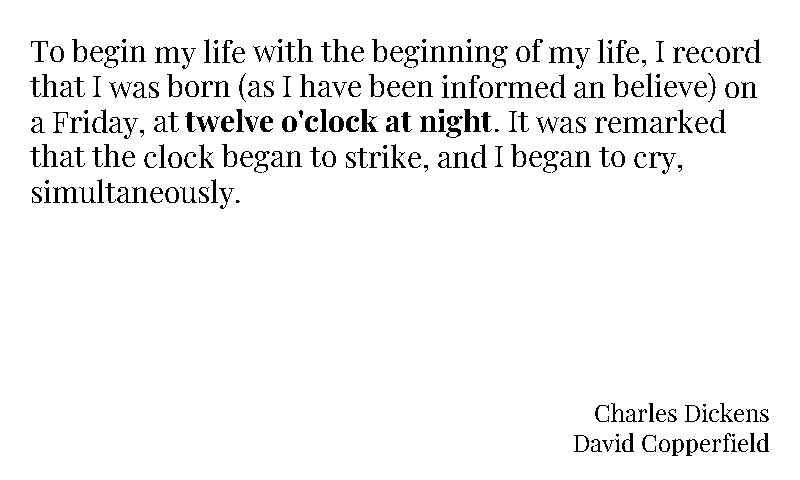 To begin my life with the beginning of my life, I record
that I was born (as I have been informed an believe) on
a Friday, at twelve o'clock at night. It was remarked
that the clock began to strike, and I began to cry,
simultaneously.
Charles Dickens
David Copperfield